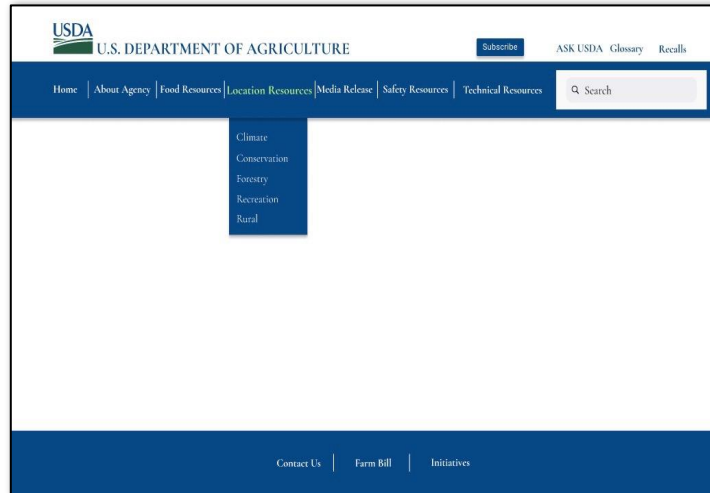 USDA
U.S. DEPARTMENT OF AGRICULTURE
Subscribe
ASK USDA Glossary Recalls
Home About Agency Food Resources Location Resources Media Release Safety Resources Technical Resources
Search
Climate
Conservation
Forestry
Recreation
Rural
Contact Us Farm Bill Initiatives